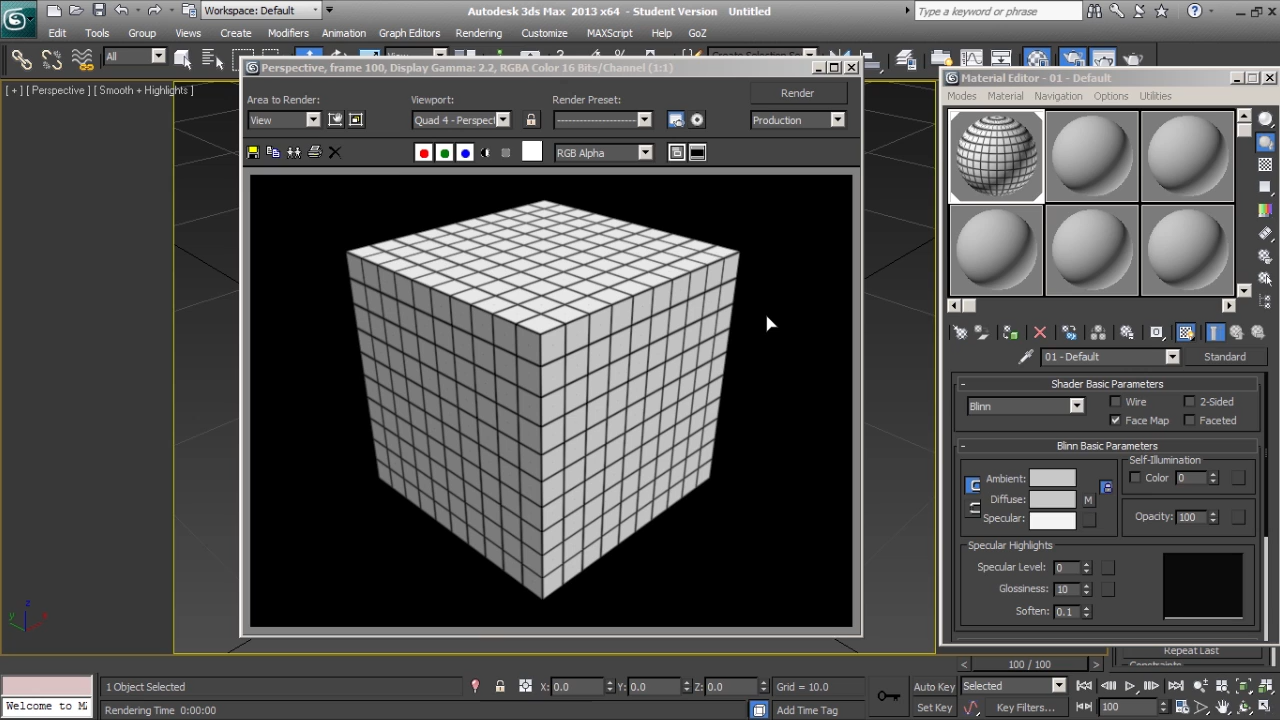 Workspace: Default
Autodesk 3ds Max 2013 x64 - Student Version Untitled
Type a keyword or phrase
Edit Tools Group Views Create Modifiers Animation Graph Editors Rendering Customize MAXScript Help GoZ
All
View
Create Selection Se
Perspective, frame 100, Display Gamma: 2.2, RGBA Color 16 Bits/Channel (1:1)
[ + ] [ Perspective ] [ Smooth + Highlights ]
Area to Render:
View
Viewport:
Quad 4 - Perspect
Render Preset:
--------------------
Render
Production
RGB Alpha
Material Editor - 01 - Default
Modes Material Navigation Options Utilities
01 - Default
Standard
Shader Basic Parameters
Blinn
Wire
2-Sided
Face Map
Faceted
Blinn Basic Parameters
Self-Illumination
Ambient:
Color 0
Diffuse: M
Specular:
Opacity: 100
Specular Highlights
Specular Level: 0
Glossiness: 10
Soften: 0.1
Repeat Last
Constraints
z
y
x
< 100 / 100 >
1 Object Selected
X: 0.0 Y: 0.0 Z: 0.0
Grid = 10.0
Auto Key
Selected
Welcome to MA
Rendering Time 0:00:00
Add Time Tag
Set Key
Key Filters...
100